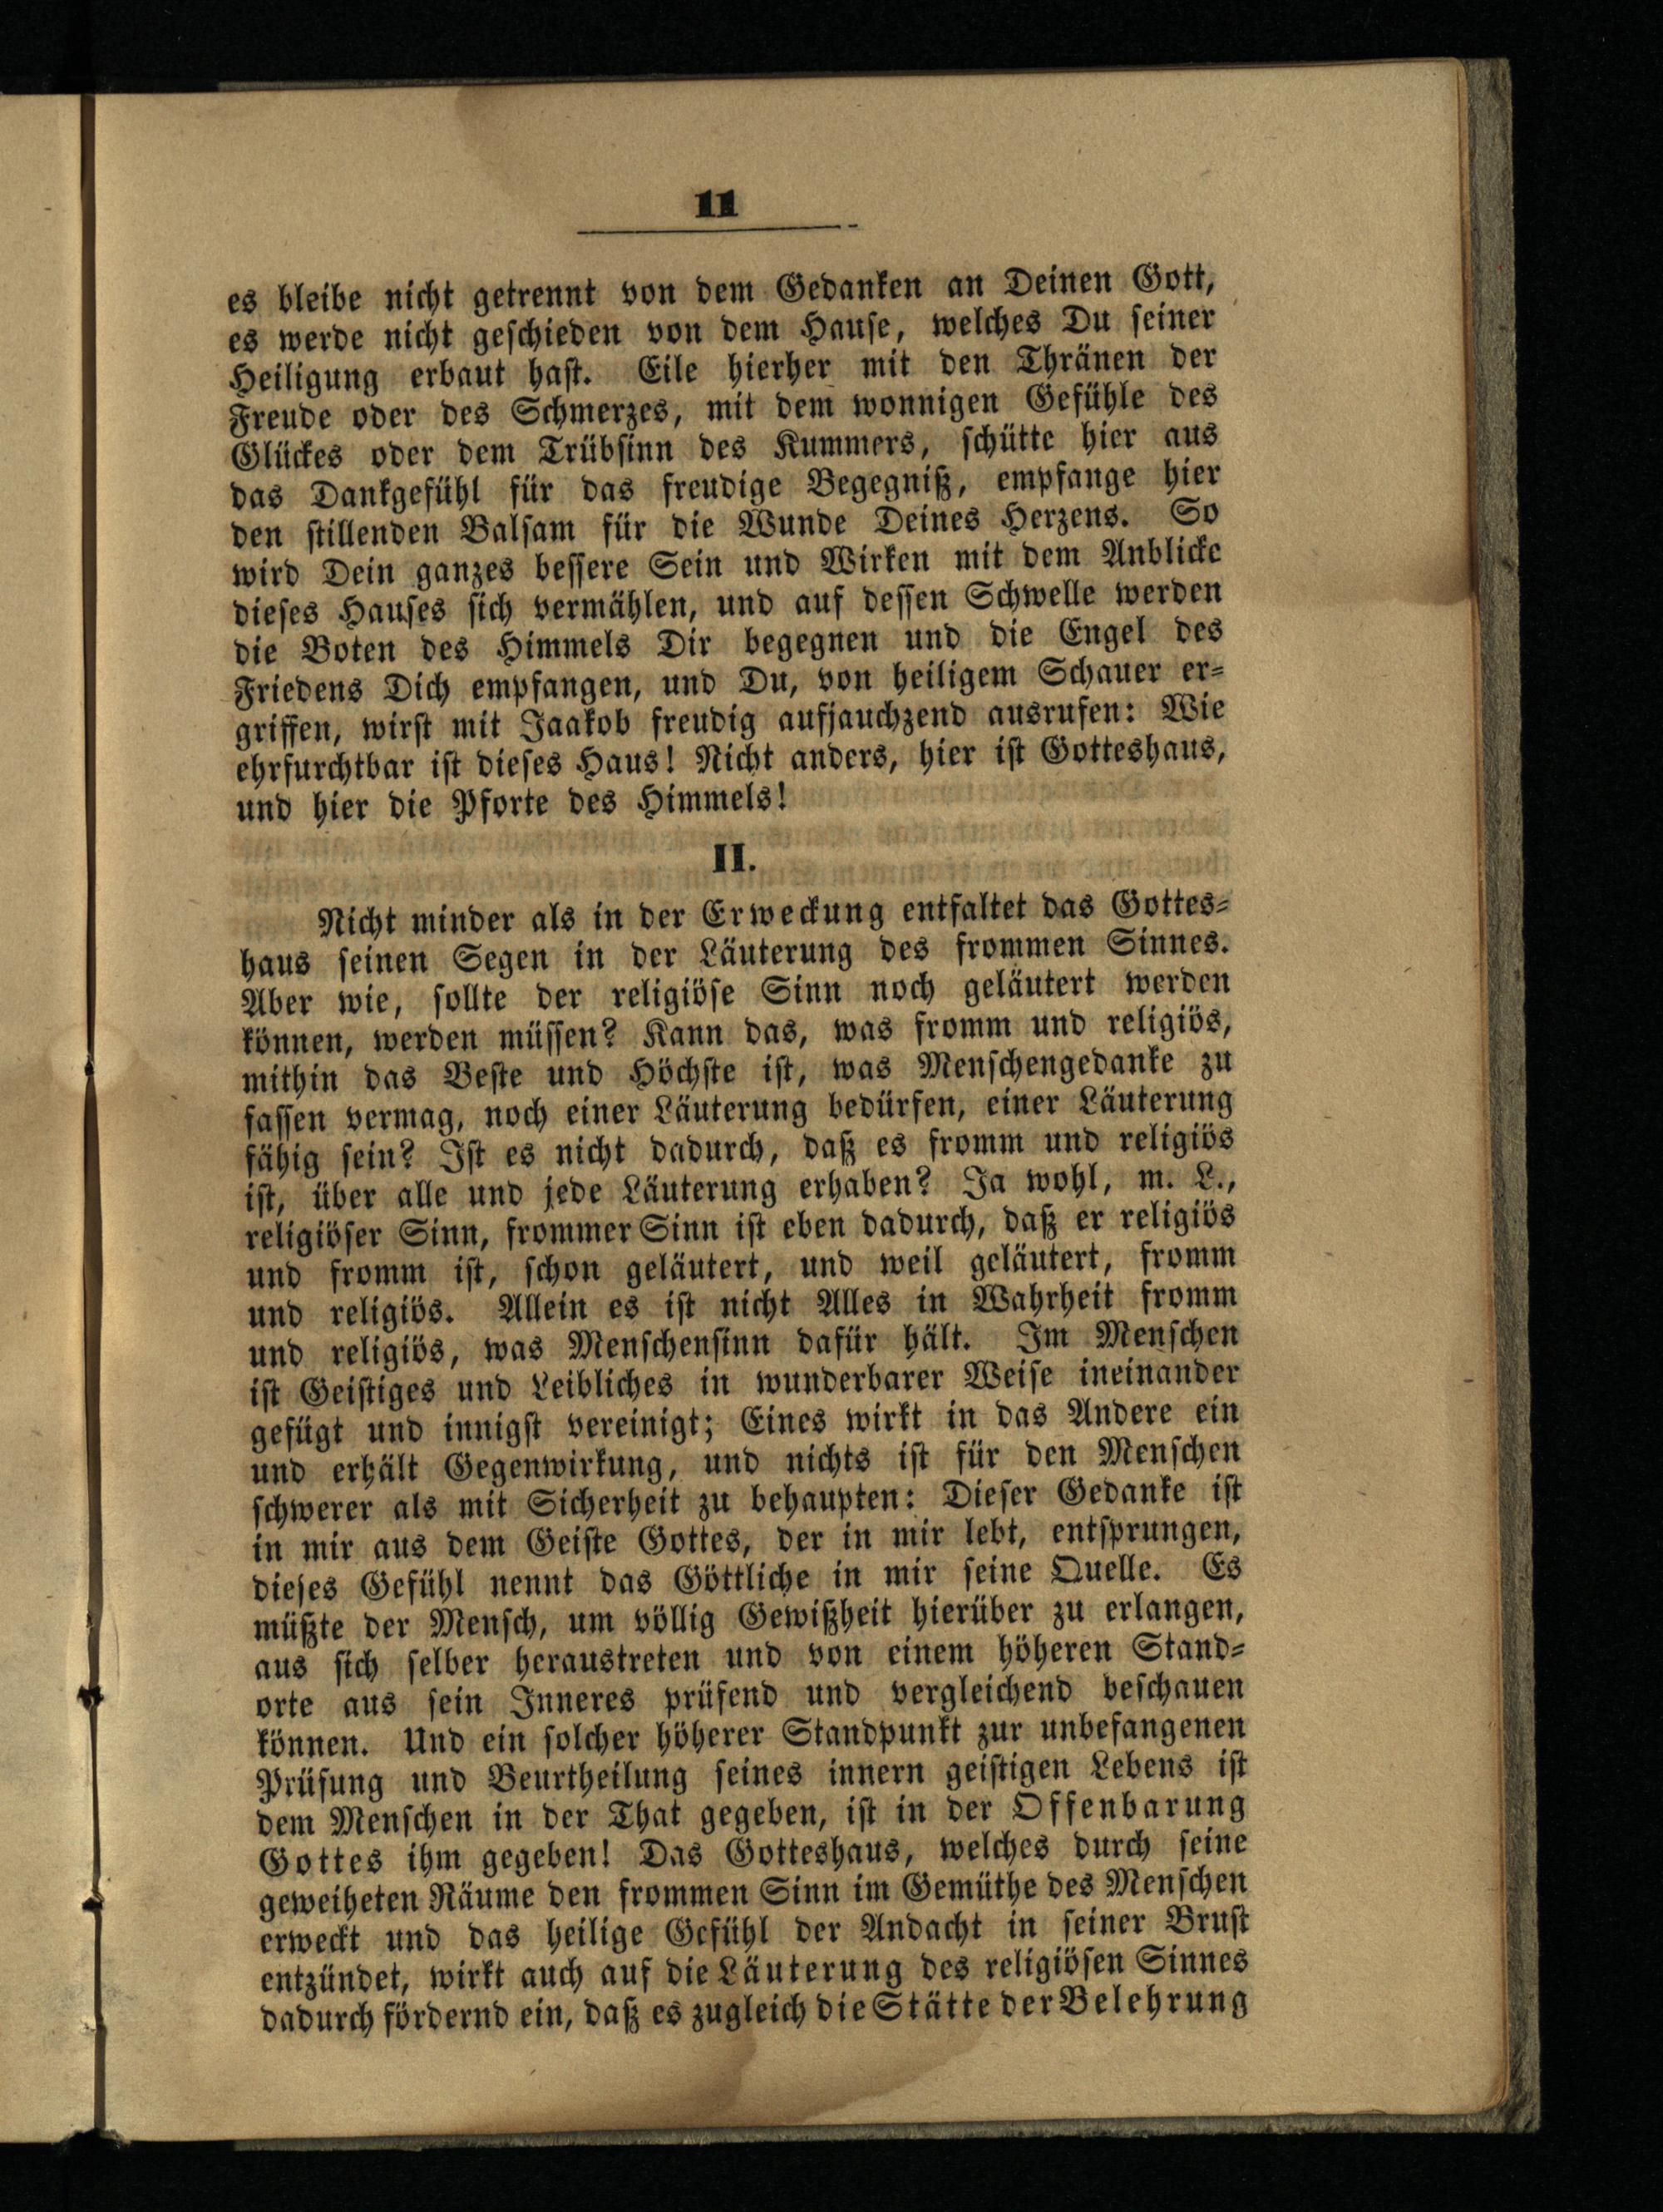 11
es bleibe nicht getrennt von dem Gedanken an Deinen Gott,
es werde nicht geschieden von dem Hause, welches Du seiner
Heiligung erbaut hast. Eile hierher mit den Thränen der
Freude oder des Schmerzes, mit dem wonnigen Gefühle des
Glückes oder dem Trübsinn des Kummers, schütte hier aus
das Dankgefühl für das freudige Begegniß, empfange hier
den stillenden Balsam für die Wunde Deines Herzens. So
wird Dein ganzes bessere Sein und Wirken mit dem Anblicke
dieses Hauses sich vermählen, und auf dessen Schwelle werden
die Boten des Himmels Dir begegnen und die Engel des
Friedens Dich empfangen, und Du, von heiligem Schauer er-
griffen, wirst mit Jaakob freudig aufjauchzend ausrufen: Wie
ehrfurchtbar ist dieses Haus! Nicht anders, hier ist Gotteshaus,
und hier die Pforte des Himmels!
II.
Nicht minder als in der Erweckung entfaltet das Gottes-
haus seinen Segen in der Läuterung des frommen Sinnes.
Aber wie, sollte der religiöse Sinn noch geläutert werden
können, werden müssen? Kann das, was fromm und religiös,
mithin das Beste und Höchste ist, was Menschengedanke zu
fassen vermag, noch einer Läuterung bedürfen, einer Läuterung
fähig sein? Ist es nicht dadurch, daß es fromm und religiös
ist, über alle und jede Läuterung erhaben? Ja wohl, m. L.,
religiöser Sinn, frommer Sinn ist eben dadurch, daß er religiös
und fromm ist, schon geläutert, und weil geläutert, fromm
und religiös. Allein es ist nicht Alles in Wahrheit fromm
und religiös, was Menschensinn dafür hält. Im Menschen
ist Geistiges und Leibliches in wunderbarer Weise ineinander
gefügt und innigst vereinigt; Eines wirkt in das Andere ein
und erhält Gegenwirkung, und nichts ist für den Menschen
schwerer als mit Sicherheit zu behaupten: Dieser Gedanke ist
in mir aus dem Geiste Gottes, der in mir lebt, entsprungen,
dieses Gefühl nennt das Göttliche in mir seine Quelle. Es
müßte der Mensch, um völlig Gewißheit hierüber zu erlangen,
aus sich selber heraustreten und von einem höheren Stand-
orte aus sein Inneres prüfend und vergleichend beschauen
können. Und ein solcher höherer Standpunkt zur unbefangenen
Prüfung und Beurtheilung seines innern geistigen Lebens ist
dem Menschen in der That gegeben, ist in der Offenbarung
Gottes ihm gegeben! Das Gotteshaus, welches durch seine
geweiheten Räume den frommen Sinn im Gemüthe des Menschen
erweckt und das heilige Gefühl der Andacht in seiner Brust
entzündet, wirkt auch auf die Läuterung des religiösen Sinnes
dadurch fördernd ein, daß es zugleich die Stätte der Belehrung